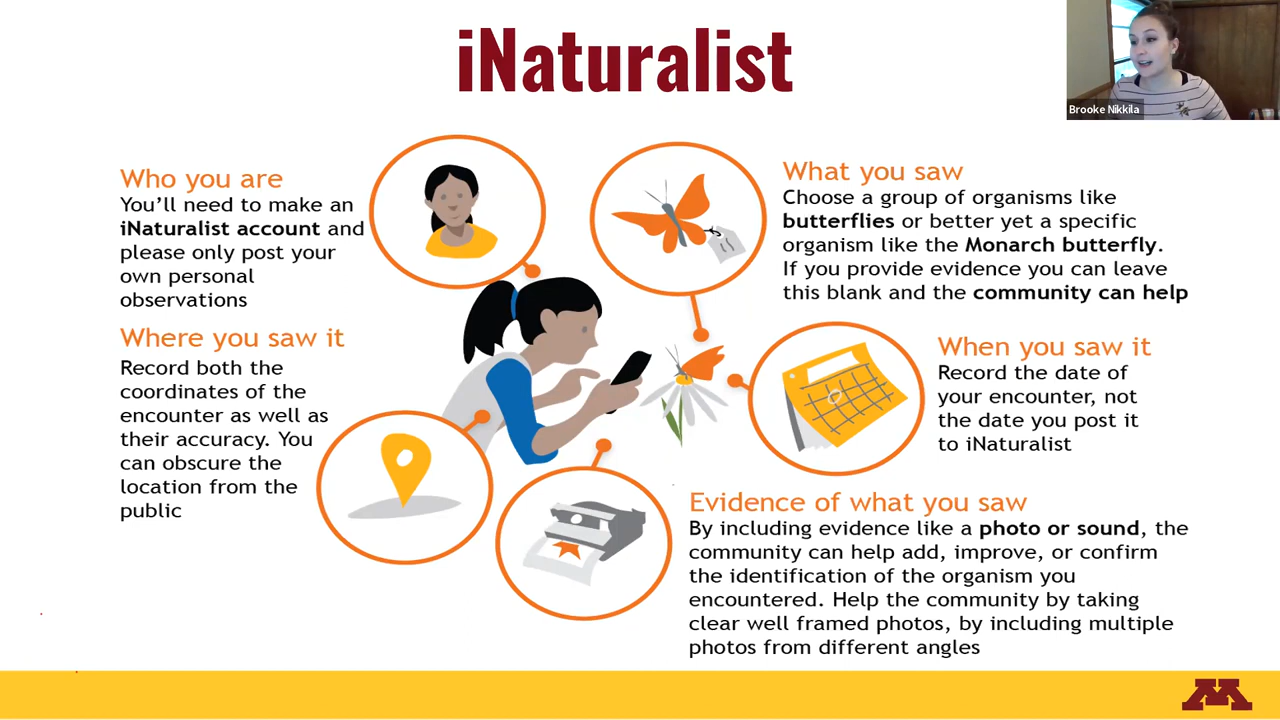 iNaturalist
Brooke Nikkila
Who you are
You'll need to make an
iNaturalist account and
please only post your
own personal
observations
Where you saw it
Record both the
coordinates of the
encounter as well as
their accuracy. You
can obscure the
location from the
public
What you saw
Choose a group of organisms like
butterflies or better yet a specific
organism like the Monarch butterfly.
If you provide evidence you can leave
this blank and the community can help
When you saw it
Record the date of
your encounter, not
the date you post it
to iNaturalist
Evidence of what you saw
By including evidence like a photo or sound, the
community can help add, improve, or confirm
the identification of the organism you
encountered. Help the community by taking
clear well framed photos, by including multiple
photos from different angles
M